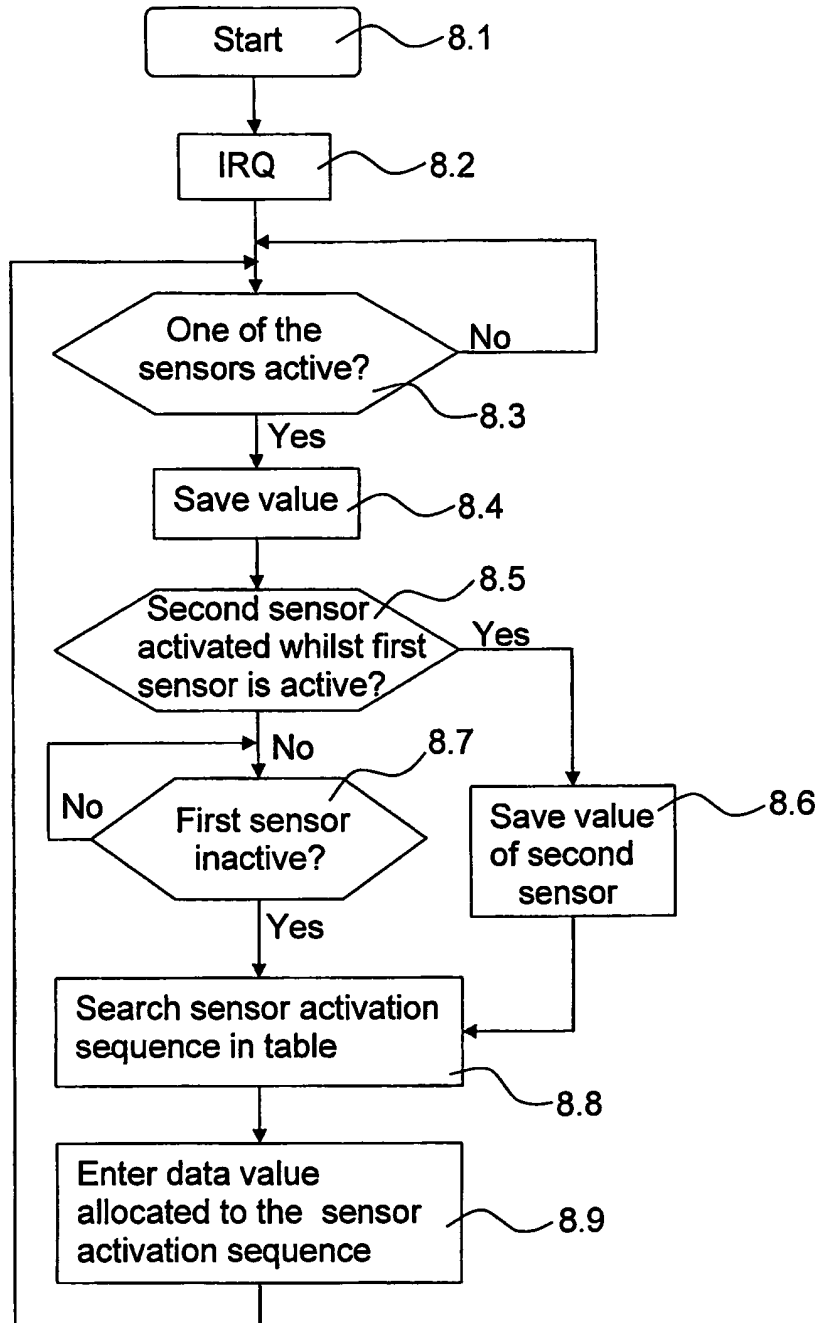 Start
8.1
IRQ
8.2
One of the
sensors active?
No
8.3
Yes
Save value
8.4
8.5
Second sensor
activated whilst first
sensor is active?
Yes
No
8.7
No
First sensor
inactive?
8.6
Save value
of second
sensor
Yes
Search sensor activation
sequence in table
8.8
Enter data value
allocated to the sensor
activation sequence
8.9